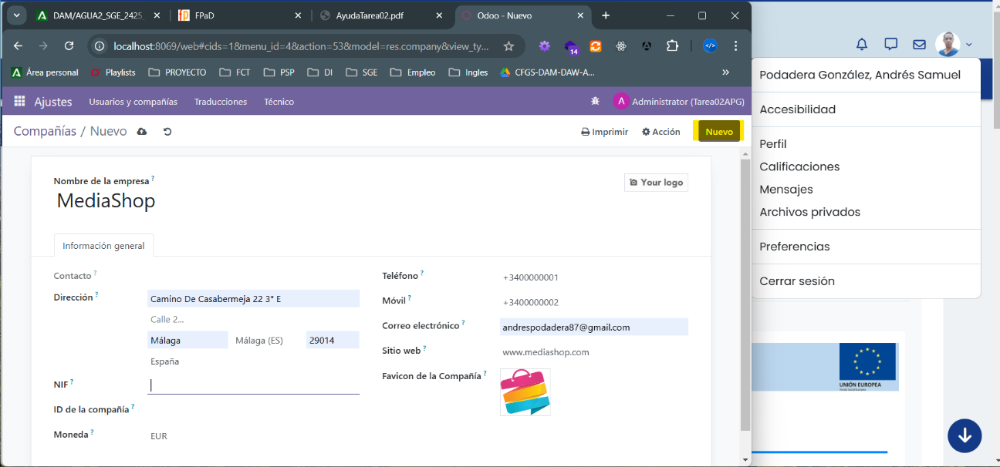 DAM/AGUA2_SGE_2425_
FPaD
AyudaTarea02.pdf
Odoo - Nuevo
localhost:8069/web#cids=1&menu_id=4&action=53&model=res.company&view_ty...
14
Área personal
Playlists
PROYECTO
FCT
PSP
DI
SGE
Empleo
Ingles
CFGS-DAM-DAW-A...
»
Ajustes
Usuarios y compañías
Traducciones
Técnico
A
Administrator (Tarea02APG)
Compañías / Nuevo
Imprimir
Acción
Nuevo
Nombre de la empresa ?
MediaShop
Your logo
Información general
Contacto ?
Dirección ?
Camino De Casabermeja 22 3° E
Calle 2...
Málaga
Málaga (ES)
29014
España
NIF ?
ID de la compañía ?
Moneda ?
EUR
Teléfono ?
+3400000001
Móvil ?
+3400000002
Correo electrónico ?
andrespodadera87@gmail.com
Sitio web ?
www.mediashop.com
Favicon de la Compañía ?
Podadera González, Andrés Samuel
Accesibilidad
Perfil
Calificaciones
Mensajes
Archivos privados
Preferencias
Cerrar sesión
UNIÓN EUROPEA